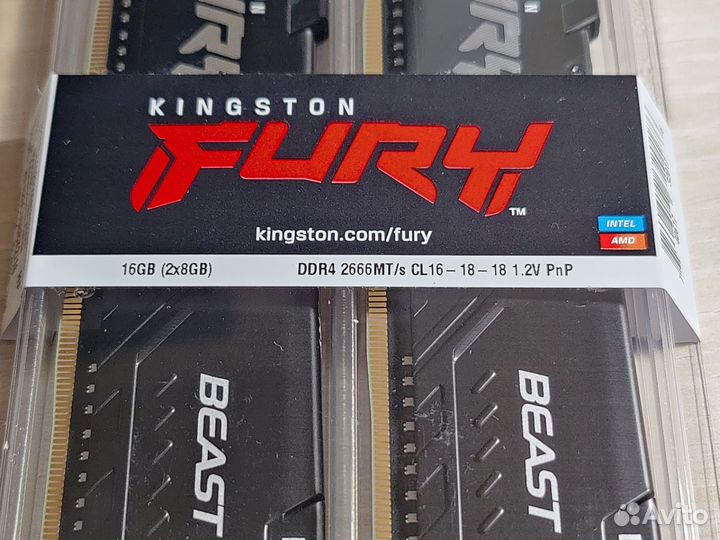 KINGSTON
FURY
TM
kingston.com/fury
INTEL
AMD
16GB (2x8GB) DDR4 2666MT/s CL16-18-18 1.2V PnP
BEAST
BEAST
Avito